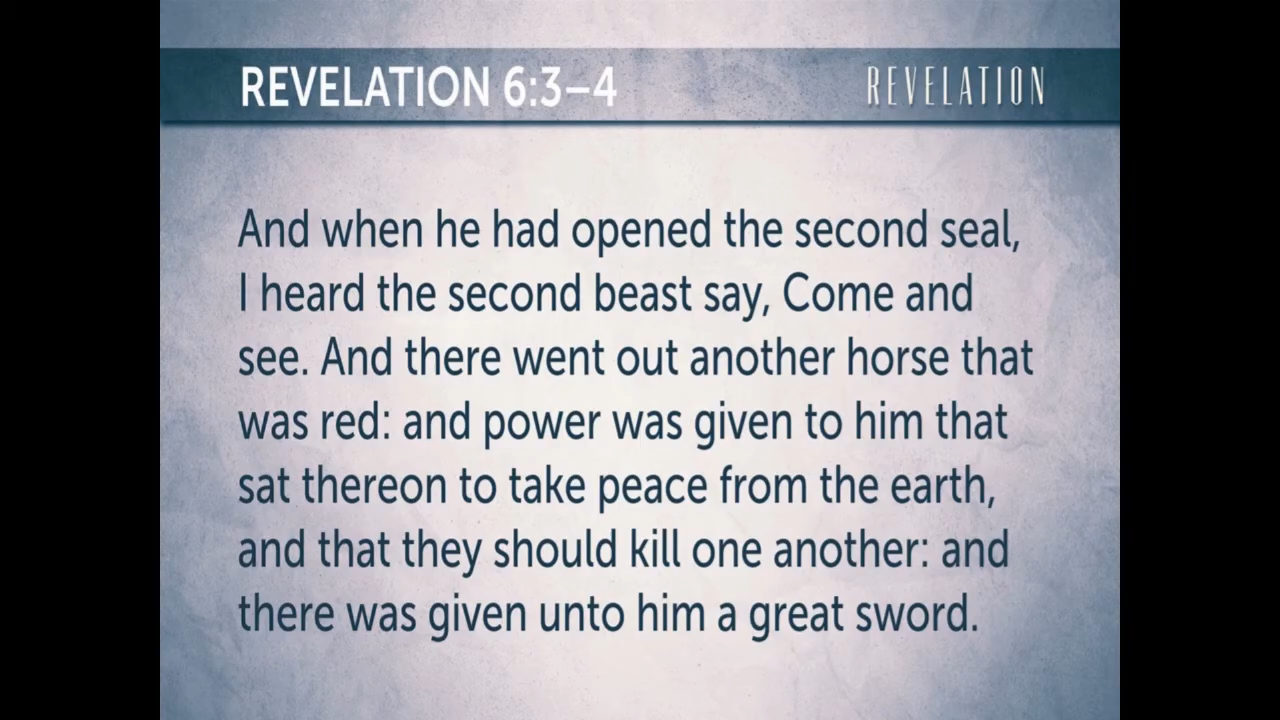 REVELATION 6:3–4
REVELATION
And when he had opened the second seal,
I heard the second beast say, Come and
see. And there went out another horse that
was red: and power was given to him that
sat thereon to take peace from the earth,
and that they should kill one another: and
there was given unto him a great sword.